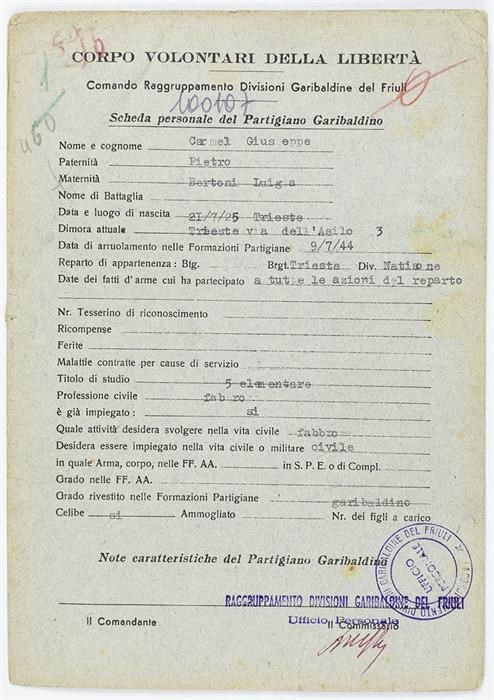 CORPO VOLONTARI DELLA LIBERTÀ
Comando Raggruppamento Divisioni Garibaldine del Friuli
100107
Scheda personale del Partigiano Garibaldino
460
Nome e cognome Carmel Giuseppe
Paternità Pietro
Maternità Bertoni Luigia
Nome di Battaglia
Data e luogo di nascita 21/7/25 Trieste
Dimora attuale Trieste via dell'Asilo 3
Data di arruolamento nelle Formazioni Partigiane 9/7/44
Reparto di appartenenza : Btg. Brgt. Trieste Div. Natisone
Date dei fatti d'arme cui ha partecipato a tutte le azioni del reparto
Nr. Tesserino di riconoscimento
Ricompense
Ferite
Malattie contratte per cause di servizio
Titolo di studio 5 elementare
Professione civile fabbro
è già impiegato : si
Quale attività desidera svolgere nella vita civile fabbro
Desidera essere impiegato nella vita civile o militare civile
in quale Arma, corpo, nelle FF. AA. in S. P. E. o di Compl.
Grado nelle FF. AA.
Grado rivestito nelle Formazioni Partigiane garibaldino
Celibe si Ammogliato Nr. dei figli a carico
Note caratteristiche del Partigiano Garibaldino
UFFICIO PERSONALE
RAGGRUPPAMENTO DIVISIONI GARIBALDINE DEL FRIULI
Ufficio Personale
Il Comandante Il Commissario